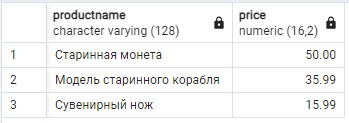 productname price
character varying (128) numeric (16,2)
1 Старинная монета 50.00
2 Модель старинного корабля 35.99
3 Сувенирный нож 15.99